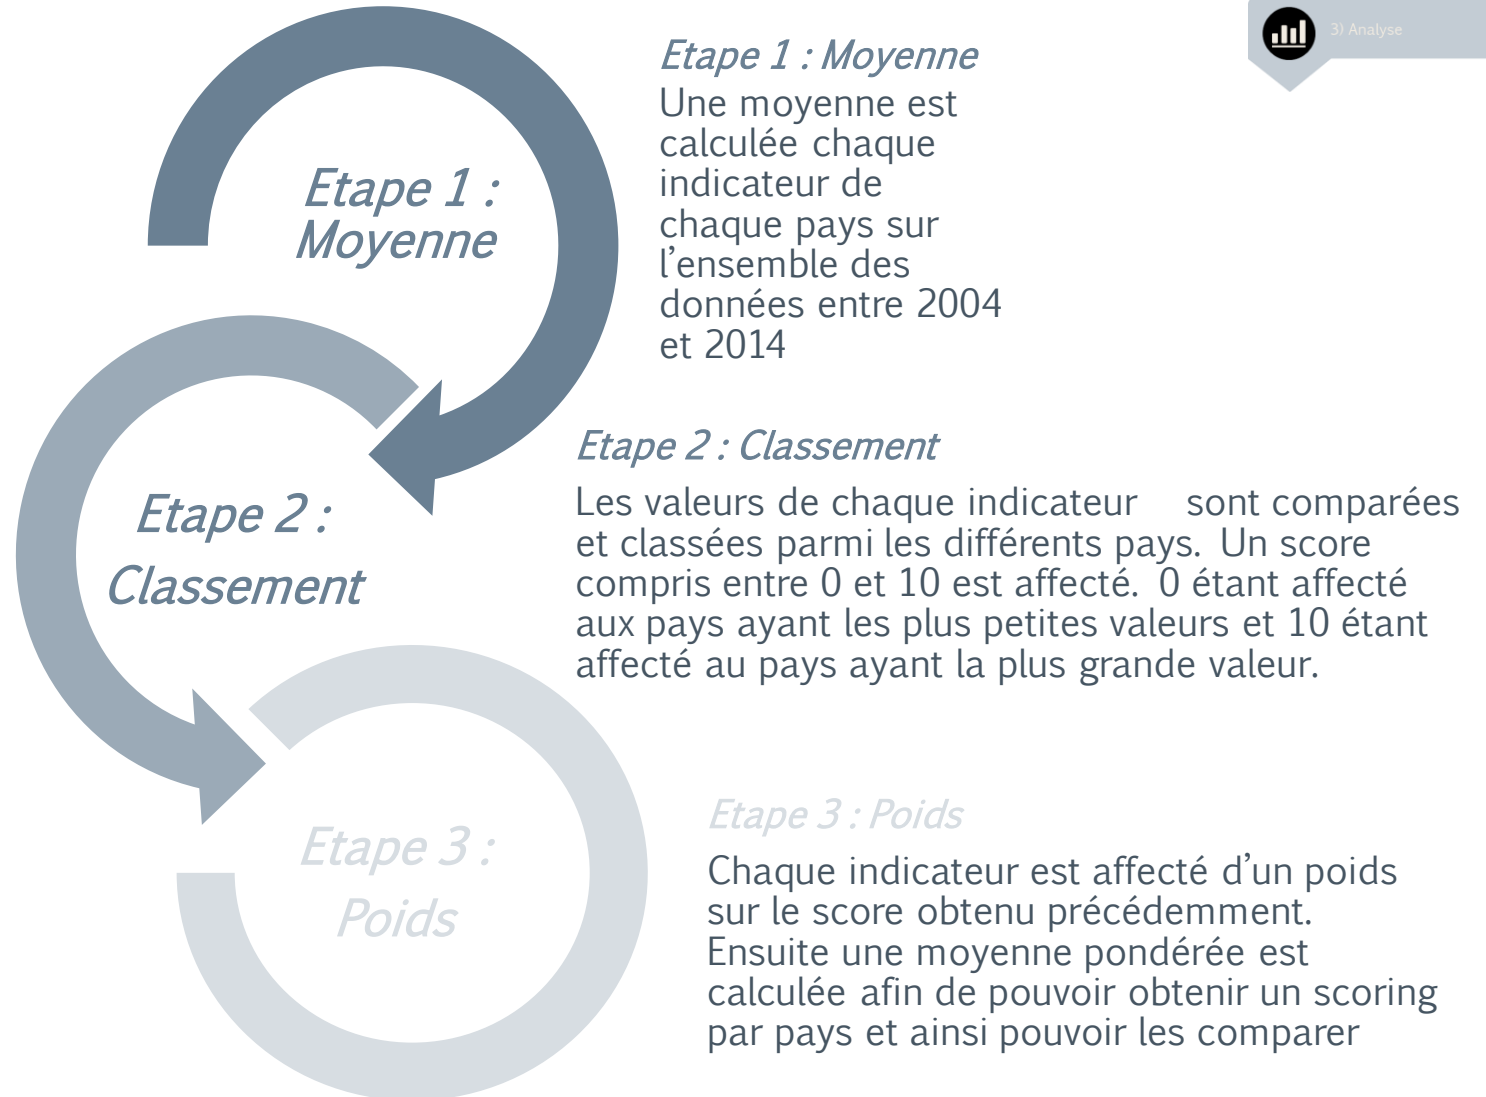 3) Analyse
Etape 1 :
Moyenne
Etape 1 : Moyenne
Une moyenne est
calculée chaque
indicateur de
chaque pays sur
l’ensemble des
données entre 2004
et 2014
Etape 2 :
Classement
Etape 2 : Classement
Les valeurs de chaque indicateur sont comparées
et classées parmi les différents pays. Un score
compris entre 0 et 10 est affecté. 0 étant affecté
aux pays ayant les plus petites valeurs et 10 étant
affecté au pays ayant la plus grande valeur.
Etape 3 :
Poids
Etape 3 : Poids
Chaque indicateur est affecté d’un poids
sur le score obtenu précédemment.
Ensuite une moyenne pondérée est
calculée afin de pouvoir obtenir un scoring
par pays et ainsi pouvoir les comparer